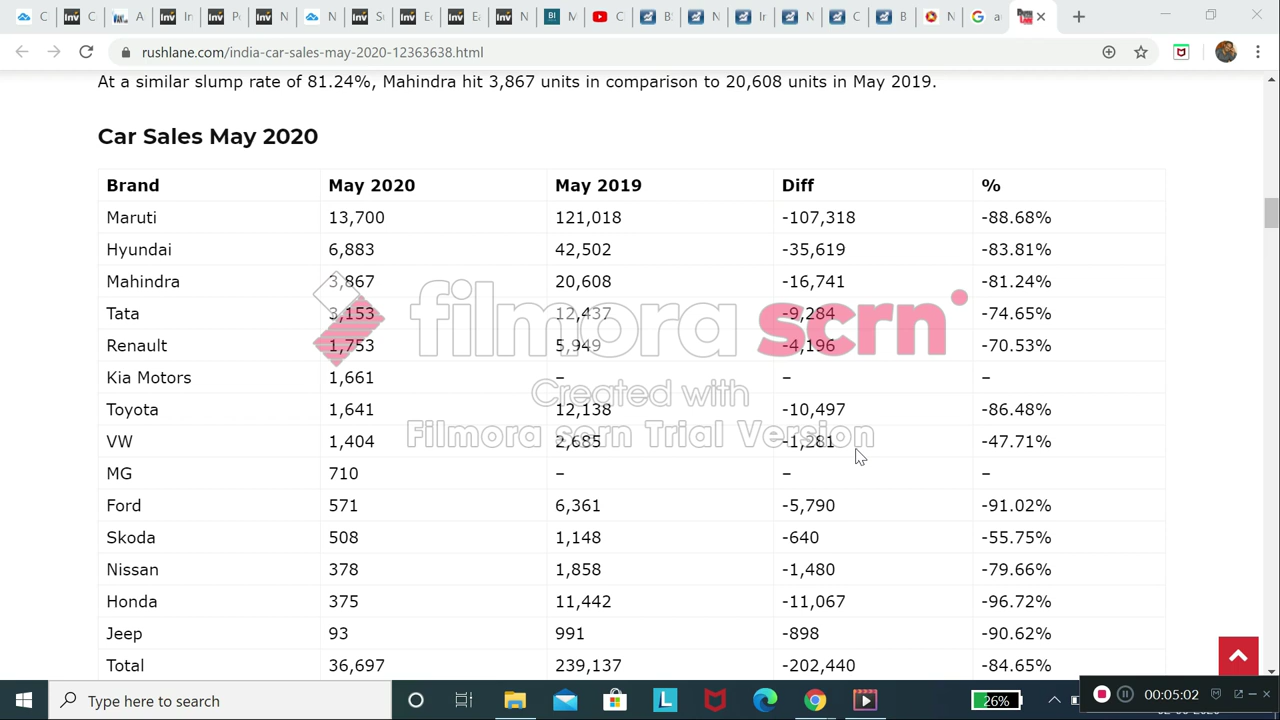 C
In
M
A
In
Po
N
N
Su
Ec
Ea
N
M
C
B
N
Ir
N
C
B
N
a
rushlane.com/india-car-sales-may-2020-12363638.html
At a similar slump rate of 81.24%, Mahindra hit 3,867 units in comparison to 20,608 units in May 2019.
Car Sales May 2020
Brand May 2020 May 2019 Diff %
Maruti 13,700 121,018 -107,318 -88.68%
Hyundai 6,883 42,502 -35,619 -83.81%
Mahindra 3,867 20,608 -16,741 -81.24%
Tata 3,153 12,437 -9,284 -74.65%
Renault 1,753 5,949 -4,196 -70.53%
filmora scrn
Kia Motors 1,661 – – –
Created with
Toyota 1,641 12,138 -10,497 -86.48%
Filmora scrn Trial Version
VW 1,404 2,685 -1,281 -47.71%
MG 710 – – –
Ford 571 6,361 -5,790 -91.02%
Skoda 508 1,148 -640 -55.75%
Nissan 378 1,858 -1,480 -79.66%
Honda 375 11,442 -11,067 -96.72%
Jeep 93 991 -898 -90.62%
Total 36,697 239,137 -202,440 -84.65%
Type here to search
26%
00:05:02